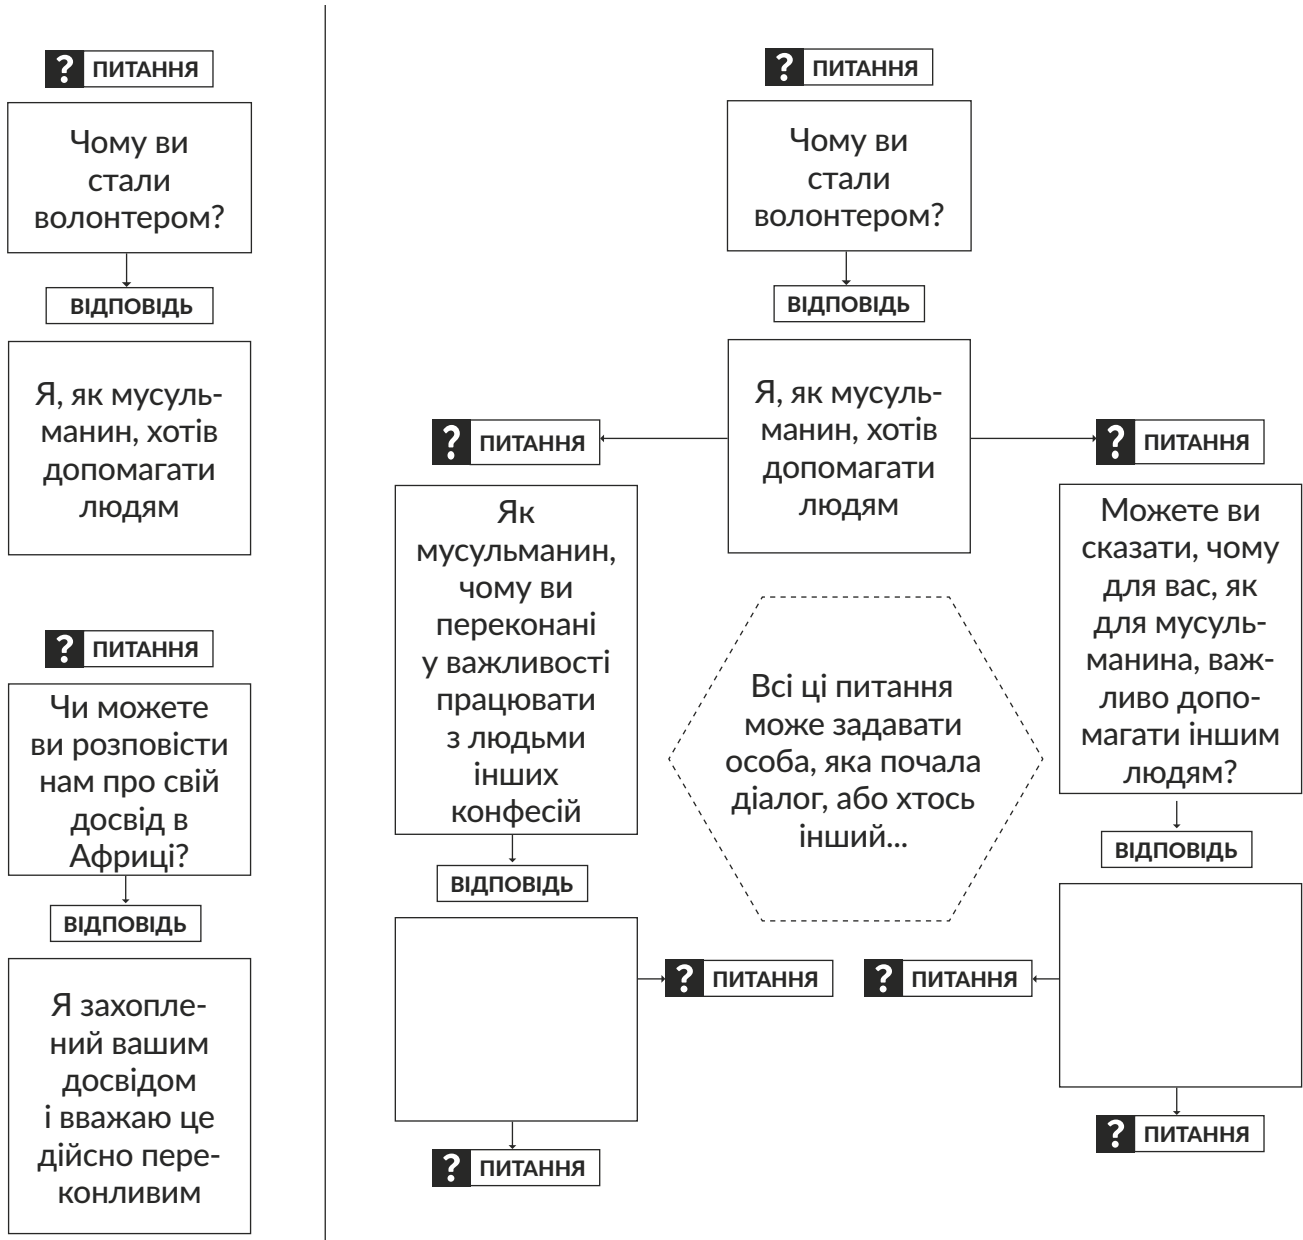 ? ПИТАННЯ
Чому ви
стали
волонтером?
ВІДПОВІДЬ
Я, як мусуль-
манин, хотів
допомагати
людям
? ПИТАННЯ
Чи можете
ви розповісти
нам про свій
досвід в
Африці?
ВІДПОВІДЬ
Я захопле-
ний вашим
досвідом
і вважаю це
дійсно пере-
конливим
? ПИТАННЯ
Чому ви
стали
волонтером?
ВІДПОВІДЬ
Я, як мусуль-
манин, хотів
допомагати
людям
? ПИТАННЯ
Як
мусульманин,
чому ви
переконані
у важливості
працювати
з людьми
інших
конфесій
ВІДПОВІДЬ
? ПИТАННЯ
? ПИТАННЯ
Всі ці питання
може задавати
особа, яка почала
діалог, або хтось
інший...
? ПИТАННЯ
Можете ви
сказати, чому
для вас, як
для мусуль-
манина, важ-
ливо допо-
магати іншим
людям?
ВІДПОВІДЬ
? ПИТАННЯ
? ПИТАННЯ